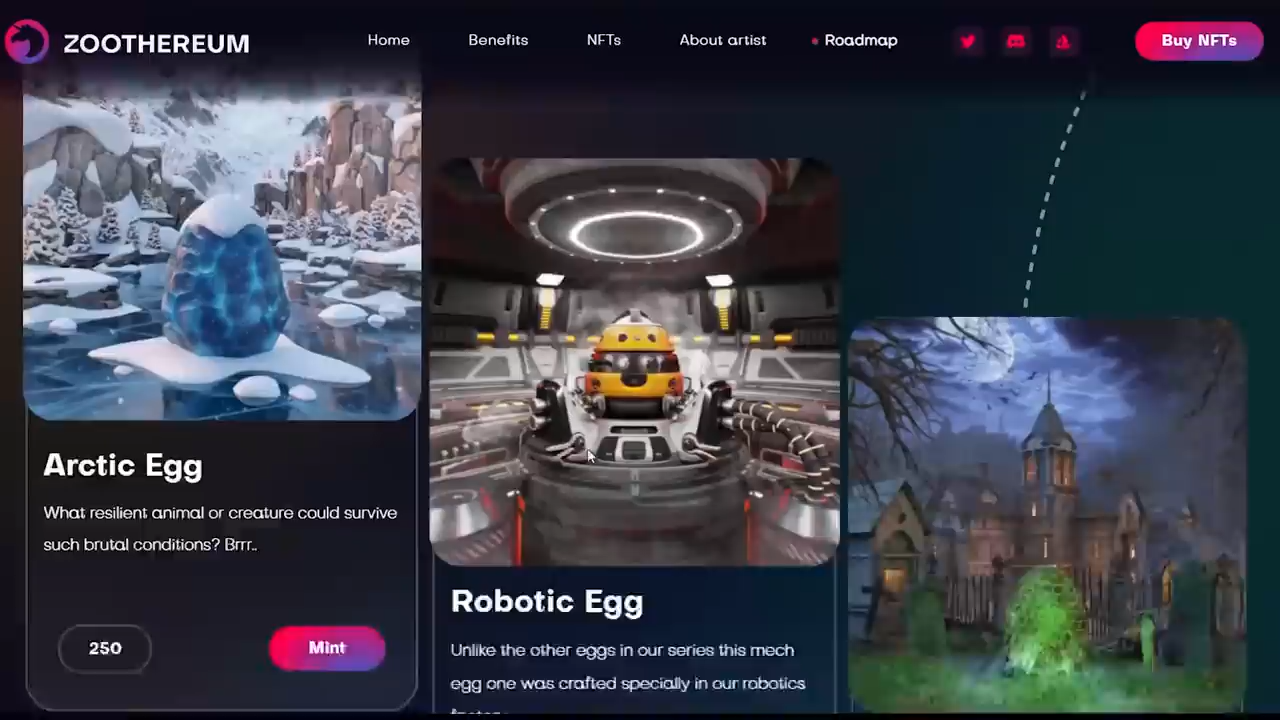 ZOOTHEREUM
Home
Benefits
NFTs
About artist
Roadmap
Buy NFTs
Arctic Egg
What resilient animal or creature could survive
such brutal conditions? Brrr..
250
Mint
Robotic Egg
Unlike the other eggs in our series this mech
egg one was crafted specially in our robotics